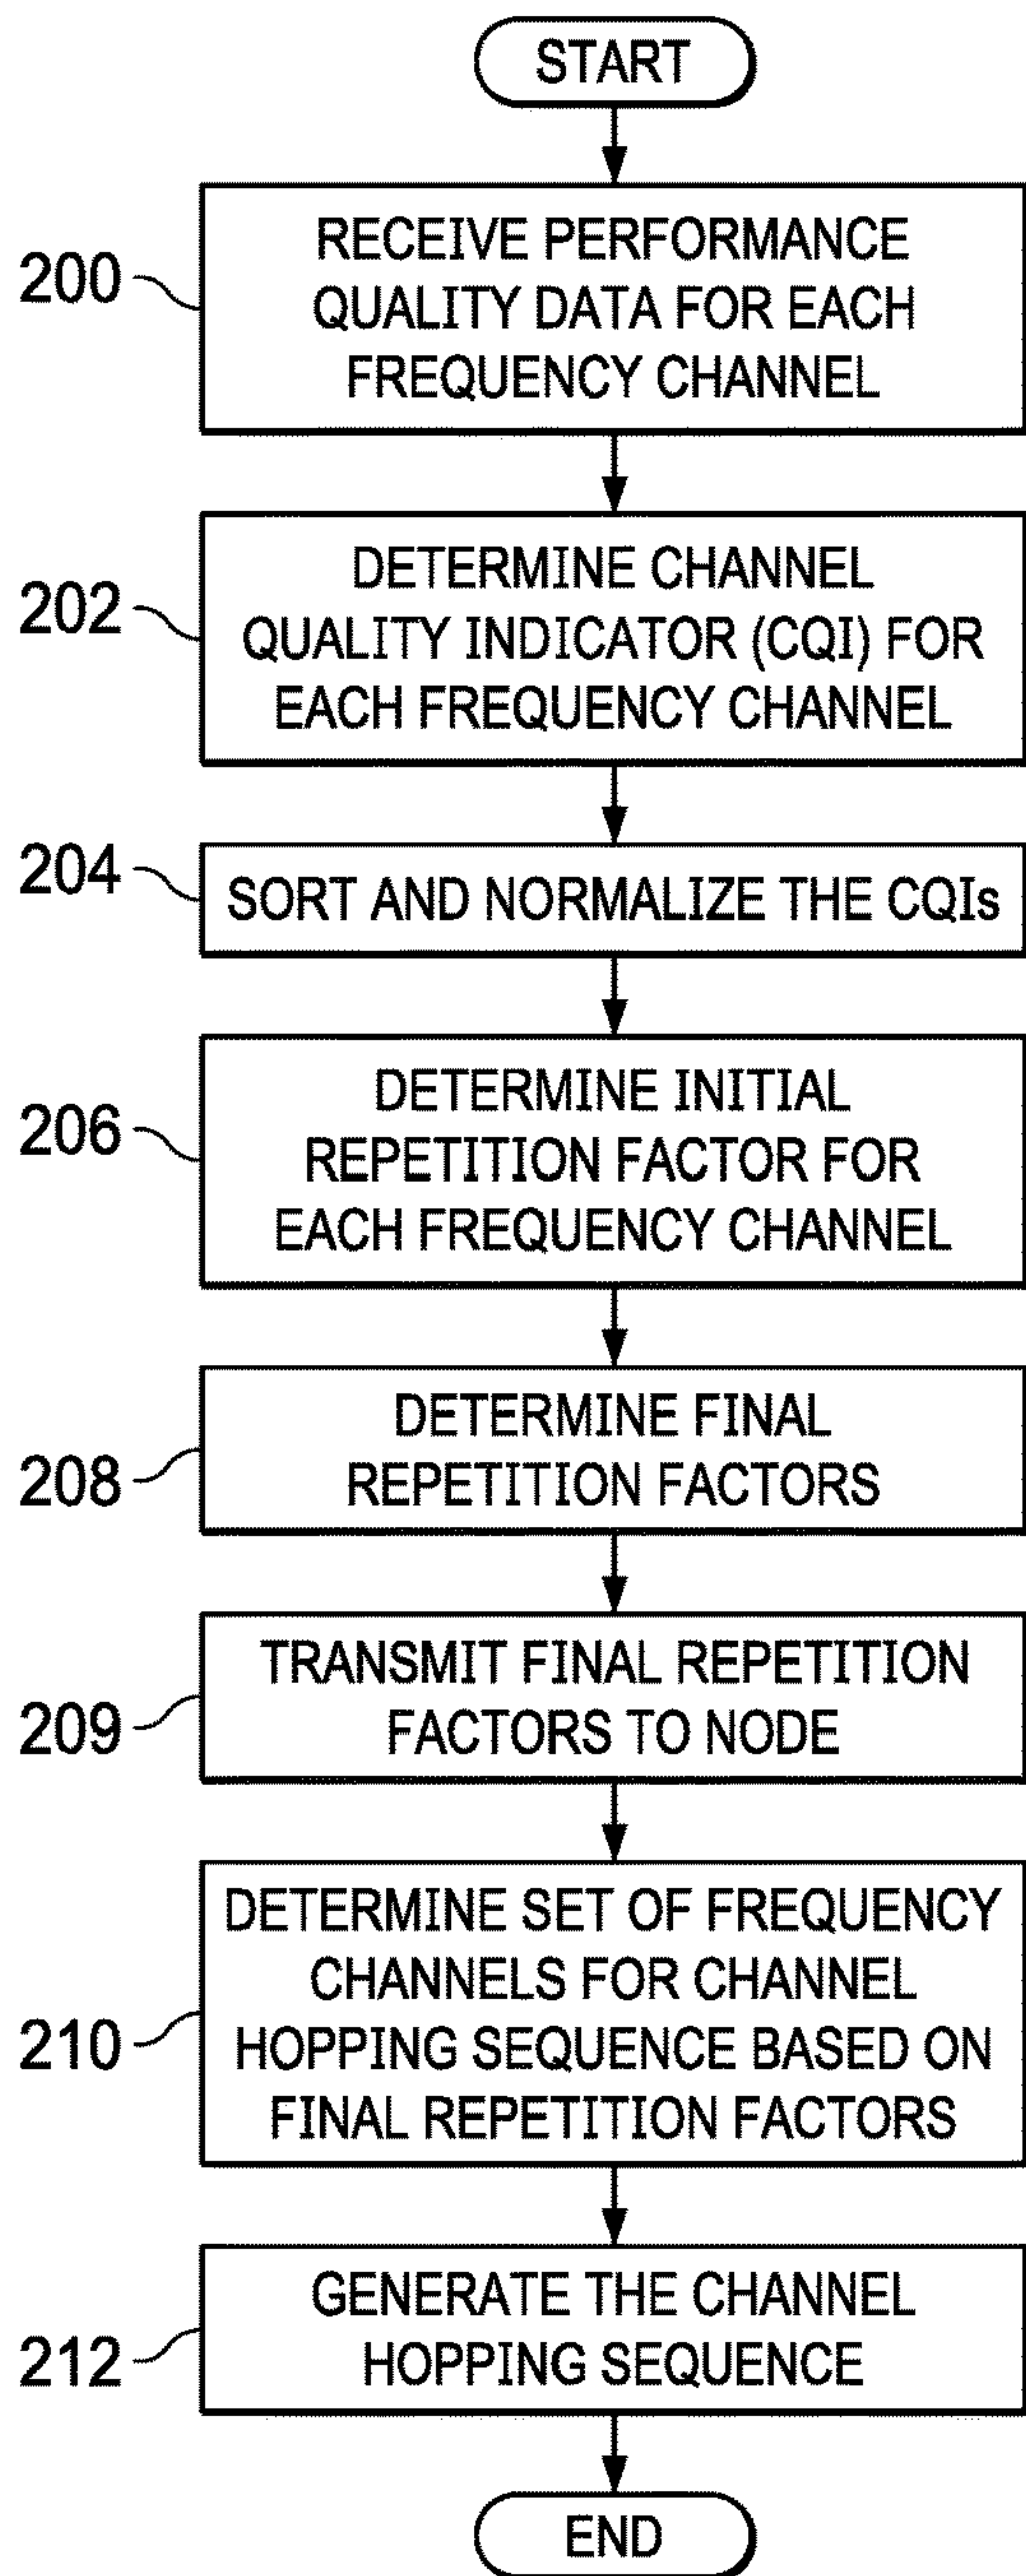 START
200
RECEIVE PERFORMANCE
QUALITY DATA FOR EACH
FREQUENCY CHANNEL
202
DETERMINE CHANNEL
QUALITY INDICATOR (CQI) FOR
EACH FREQUENCY CHANNEL
204
SORT AND NORMALIZE THE CQIs
206
DETERMINE INITIAL
REPETITION FACTOR FOR
EACH FREQUENCY CHANNEL
208
DETERMINE FINAL
REPETITION FACTORS
209
TRANSMIT FINAL REPETITION
FACTORS TO NODE
210
DETERMINE SET OF FREQUENCY
CHANNELS FOR CHANNEL
HOPPING SEQUENCE BASED ON
FINAL REPETITION FACTORS
212
GENERATE THE CHANNEL
HOPPING SEQUENCE
END